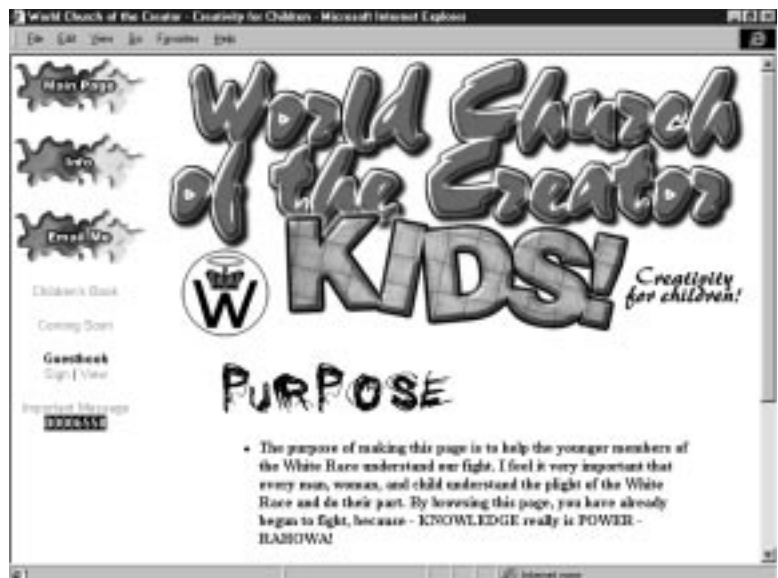 World Church of the Creator - Creativity for Children - Microsoft Internet Explorer
File Edit View Go Favorites Help
Main Page
Info
Email Me
World Church
of the Creator
KIDS!
W
Creativity
for children!
Children's Book
Coming Soon
Guestbook
Sign | View
Important Message
00006550
PURPOSE
• The purpose of making this page is to help the younger members of
the White Race understand our fight. I feel it very important that
every man, woman, and child understand the plight of the White
Race and do their part. By browsing this page, you have already
begun to fight, because - KNOWLEDGE really is POWER -
RAHOWA!
Internet zone